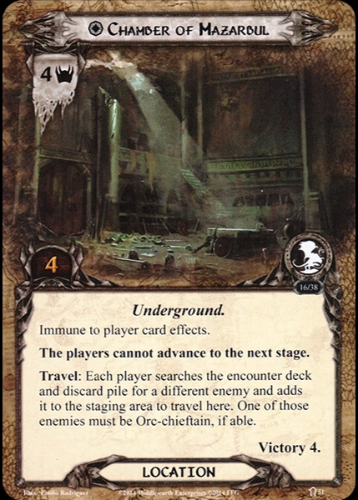 CHAMBER OF MAZARBUL
4
4
16/38
Underground.
Immune to player card effects.
The players cannot advance to the next stage.
Travel: Each player searches the encounter deck
and discard pile for a different enemy and adds
it to the staging area to travel here. One of those
enemies must be Orc-chieftain, if able.
Victory 4.
LOCATION